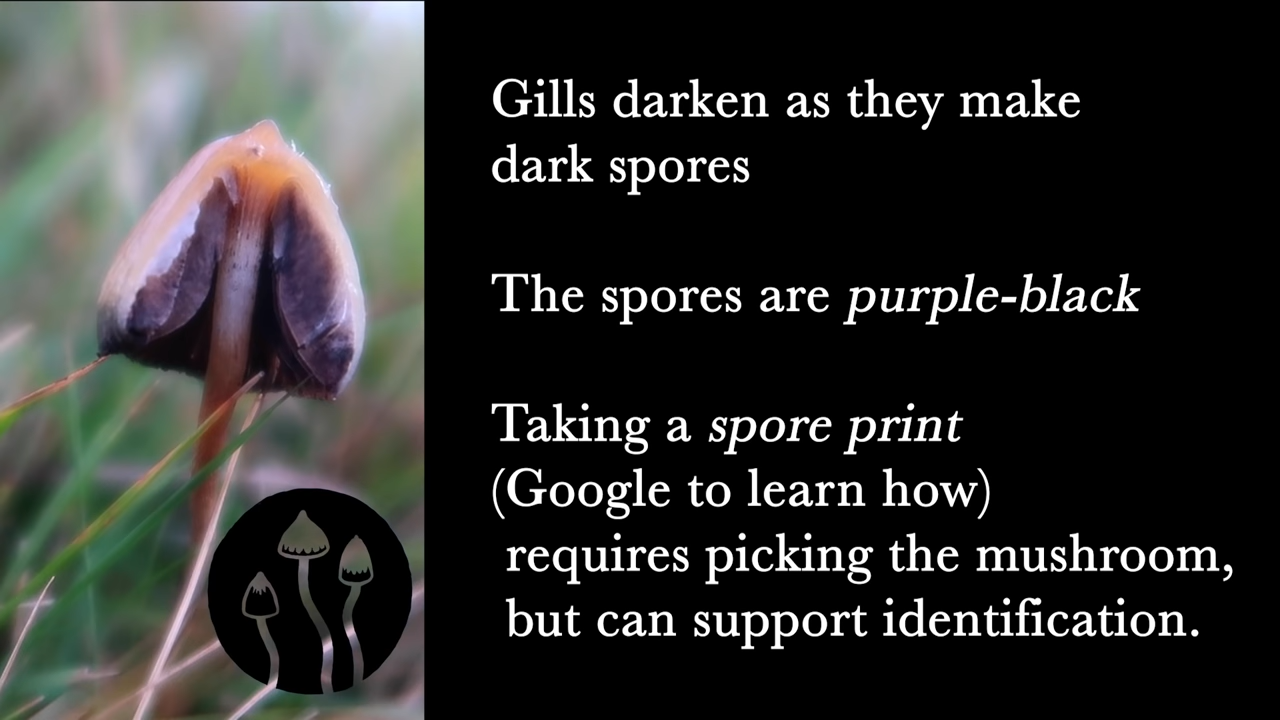 Gills darken as they make
dark spores
The spores are purple-black
Taking a spore print
(Google to learn how)
requires picking the mushroom,
but can support identification.